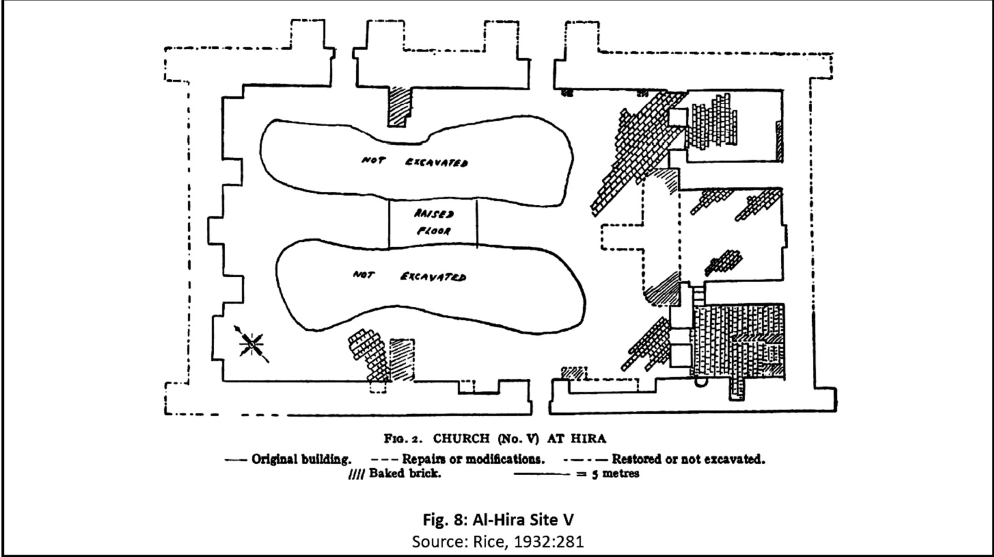 NOT EXCAVATED
RAISED
FLOOR
NOT EXCAVATED
FIG. 2. CHURCH (No. V) AT HIRA
—— Original building. --- Repairs or modifications. —·—·— Restored or not excavated.
//// Baked brick. ——— = 5 metres
Fig. 8: Al-Hira Site V
Source: Rice, 1932:281